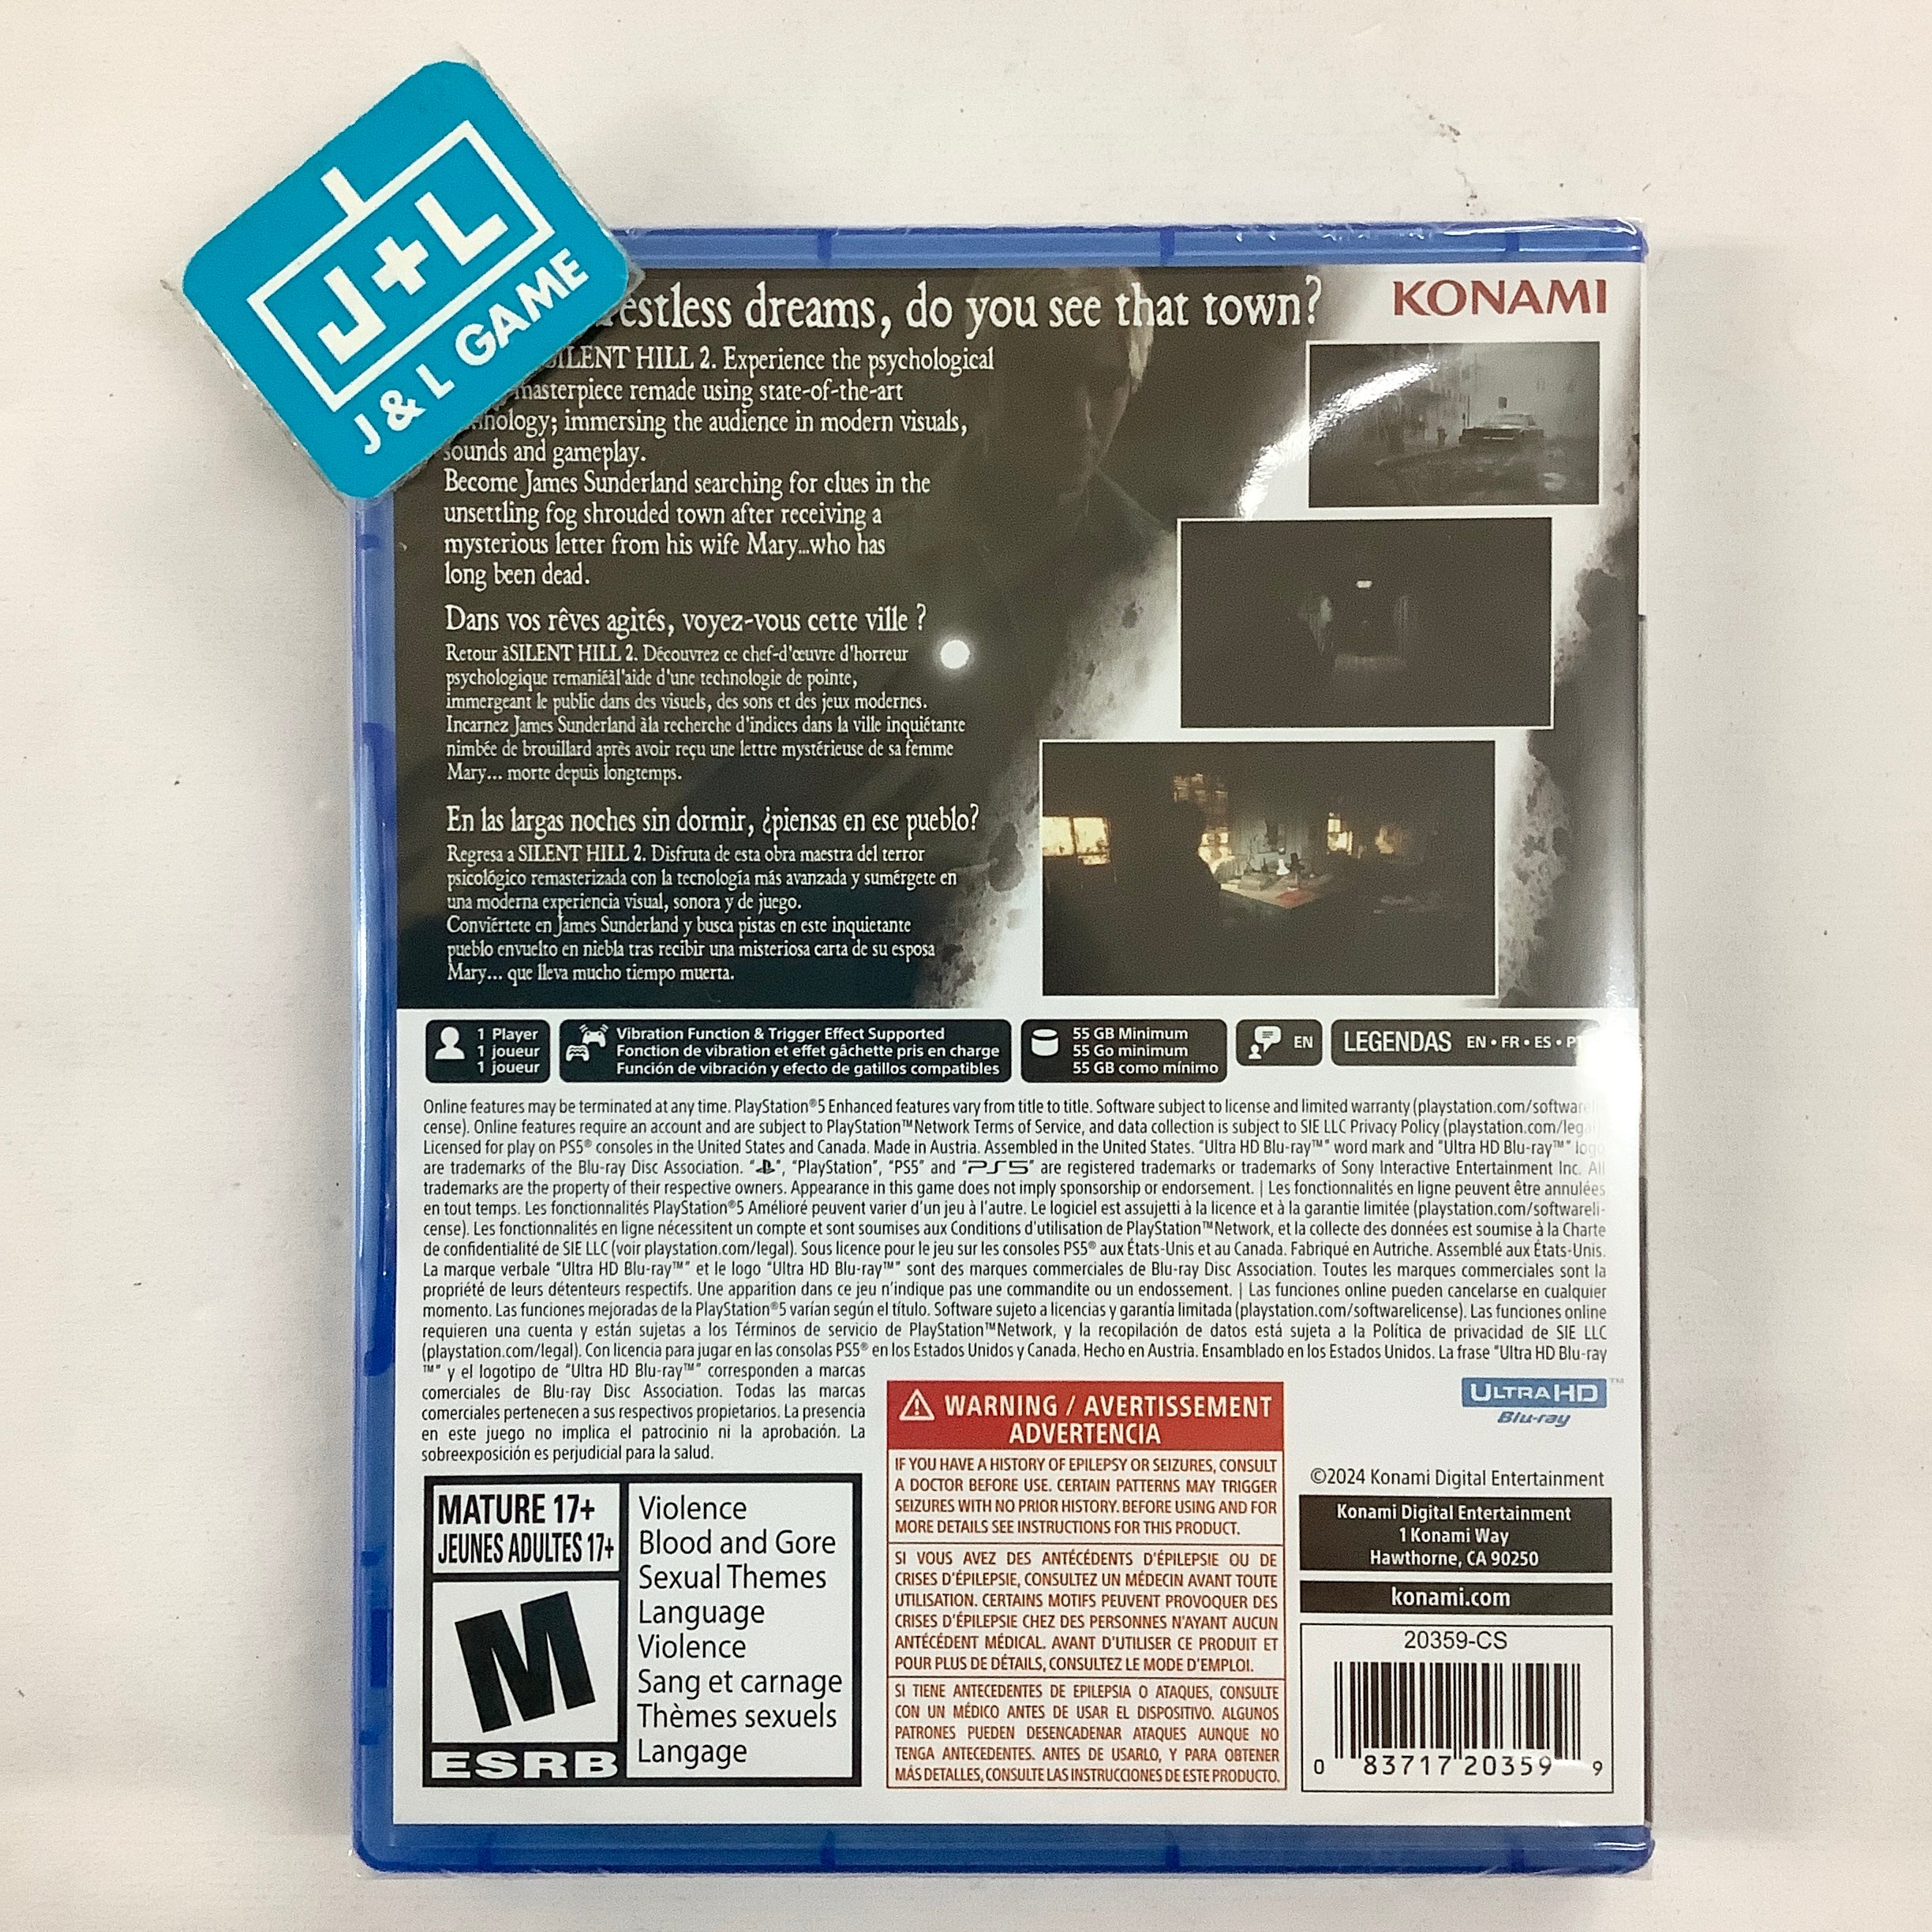 J+L
J & L GAME
restless dreams, do you see that town?
KONAMI
SILENT HILL 2. Experience the psychological
masterpiece remade using state-of-the-art
immersing the audience in modern visuals,
sounds and gameplay.
Become James Sunderland searching for clues in the
unsettling fog shrouded town after receiving a
mysterious letter from his wife Mary...who has
long been dead.
Dans vos rêves agités, voyez-vous cette ville ?
Retour àSILENT HILL 2. Découvrez ce chef-d'œuvre d'horreur
psychologique remaniéàl'aide d'une technologie de pointe,
immergeant le public dans des visuels, des sons et des jeux modernes.
Incarnez James Sunderland àla recherche d'indices dans la ville inquiétante
nimbée de brouillard après avoir reçu une lettre mystérieuse de sa femme
Mary... morte depuis longtemps.
En las largas noches sin dormir, ¿piensas en ese pueblo?
Regresa a SILENT HILL 2. Disfruta de esta obra maestra del terror
psicológico remasterizada con la tecnología más avanzada y sumérgete en
una moderna experiencia visual, sonora y de juego.
Conviértete en James Sunderland y busca pistas en este inquietante
pueblo envuelto en niebla tras recibir una misteriosa carta de su esposa
Mary... que lleva mucho tiempo muerta.
1 Player
1 joueur
1 joueur
Vibration Function & Trigger Effect Supported
Fonction de vibration et effet gâchette pris en charge
Función de vibración y efecto de gatillos compatibles
55 GB Minimum
55 Go minimum
55 GB como mínimo
EN
LEGENDAS EN • FR • ES •
Online features may be terminated at any time. PlayStation®5 Enhanced features vary from title to title. Software subject to license and limited warranty (playstation.com/softwareli-
cense). Online features require an account and are subject to PlayStation™Network Terms of Service, and data collection is subject to SIE LLC Privacy Policy (playstation.com/legal).
Licensed for play on PS5® consoles in the United States and Canada. Made in Austria. Assembled in the United States. “Ultra HD Blu-ray™” word mark and “Ultra HD Blu-ray™” logo
are trademarks of the Blu-ray Disc Association. “ ”, “PlayStation”, “PS5” and “PS5” are registered trademarks or trademarks of Sony Interactive Entertainment Inc. All
trademarks are the property of their respective owners. Appearance in this game does not imply sponsorship or endorsement. | Les fonctionnalités en ligne peuvent être annulées
en tout temps. Les fonctionnalités PlayStation®5 Amélioré peuvent varier d’un jeu à l’autre. Le logiciel est assujetti à la licence et à la garantie limitée (playstation.com/softwareli-
cense). Les fonctionnalités en ligne nécessitent un compte et sont soumises aux Conditions d’utilisation de PlayStation™Network, et la collecte des données est soumise à la Charte
de confidentialité de SIE LLC (voir playstation.com/legal). Sous licence pour le jeu sur les consoles PS5® aux États-Unis et au Canada. Fabriqué en Autriche. Assemblé aux États-Unis.
La marque verbale “Ultra HD Blu-ray™” et le logo “Ultra HD Blu-ray™” sont des marques commerciales de Blu-ray Disc Association. Toutes les marques commerciales sont la
propriété de leurs détenteurs respectifs. Une apparition dans ce jeu n’indique pas une commandite ou un endossement. | Las funciones online pueden cancelarse en cualquier
momento. Las funciones mejoradas de la PlayStation®5 varían según el título. Software sujeto a licencias y garantía limitada (playstation.com/softwarelicense). Las funciones online
requieren una cuenta y están sujetas a los Términos de servicio de PlayStation™Network, y la recopilación de datos está sujeta a la Política de privacidad de SIE LLC
(playstation.com/legal). Con licencia para jugar en las consolas PS5® en los Estados Unidos y Canada. Hecho en Austria. Ensamblado en los Estados Unidos. La frase “Ultra HD Blu-ray
™” y el logotipo de “Ultra HD Blu-ray™” corresponden a marcas
comerciales de Blu-ray Disc Association. Todas las marcas
comerciales pertenecen a sus respectivos propietarios. La presencia
en este juego no implica el patrocinio ni la aprobación. La
sobreexposición es perjudicial para la salud.
MATURE 17+
JEUNES ADULTES 17+
M
ESRB
Violence
Blood and Gore
Sexual Themes
Language
Violence
Sang et carnage
Thèmes sexuels
Langage
WARNING / AVERTISSEMENT
ADVERTENCIA
IF YOU HAVE A HISTORY OF EPILEPSY OR SEIZURES, CONSULT
A DOCTOR BEFORE USE. CERTAIN PATTERNS MAY TRIGGER
SEIZURES WITH NO PRIOR HISTORY. BEFORE USING AND FOR
MORE DETAILS SEE INSTRUCTIONS FOR THIS PRODUCT.
SI VOUS AVEZ DES ANTÉCÉDENTS D'ÉPILEPSIE OU DE
CRISES D'ÉPILEPSIE, CONSULTEZ UN MÉDECIN AVANT TOUTE
UTILISATION. CERTAINS MOTIFS PEUVENT PROVOQUER DES
CRISES D'ÉPILEPSIE CHEZ DES PERSONNES N'AYANT AUCUN
ANTÉCÉDENT MÉDICAL. AVANT D'UTILISER CE PRODUIT ET
POUR PLUS DE DÉTAILS, CONSULTEZ LE MODE D'EMPLOI.
SI TIENE ANTECEDENTES DE EPILEPSIA O ATAQUES, CONSULTE
CON UN MÉDICO ANTES DE USAR EL DISPOSITIVO. ALGUNOS
PATRONES PUEDEN DESENCADENAR ATAQUES AUNQUE NO
TENGA ANTECEDENTES. ANTES DE USARLO, Y PARA OBTENER
MÁS DETALLES, CONSULTE LAS INSTRUCCIONES DE ESTE PRODUCTO.
ULTRA HD™
Blu-ray
©2024 Konami Digital Entertainment
Konami Digital Entertainment
1 Konami Way
Hawthorne, CA 90250
konami.com
20359-CS
0 83717 20359 9